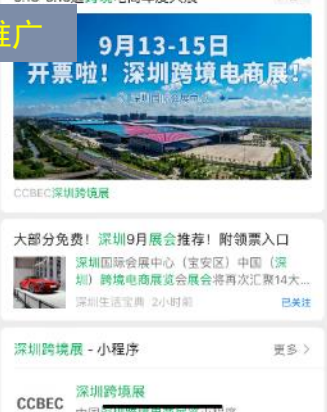 推广
9月13-15日
开票啦！深圳跨境电商展！
CCBEC深圳跨境展
大部分免费！深圳9月展会推荐！附领票入口
深圳国际会展中心（宝安区）中国（深
圳）跨境电商展览会展会将再次汇聚14大...
深圳生活宝典 2小时前
已关注
深圳跨境展 - 小程序
更多 >
深圳跨境展
CCBEC